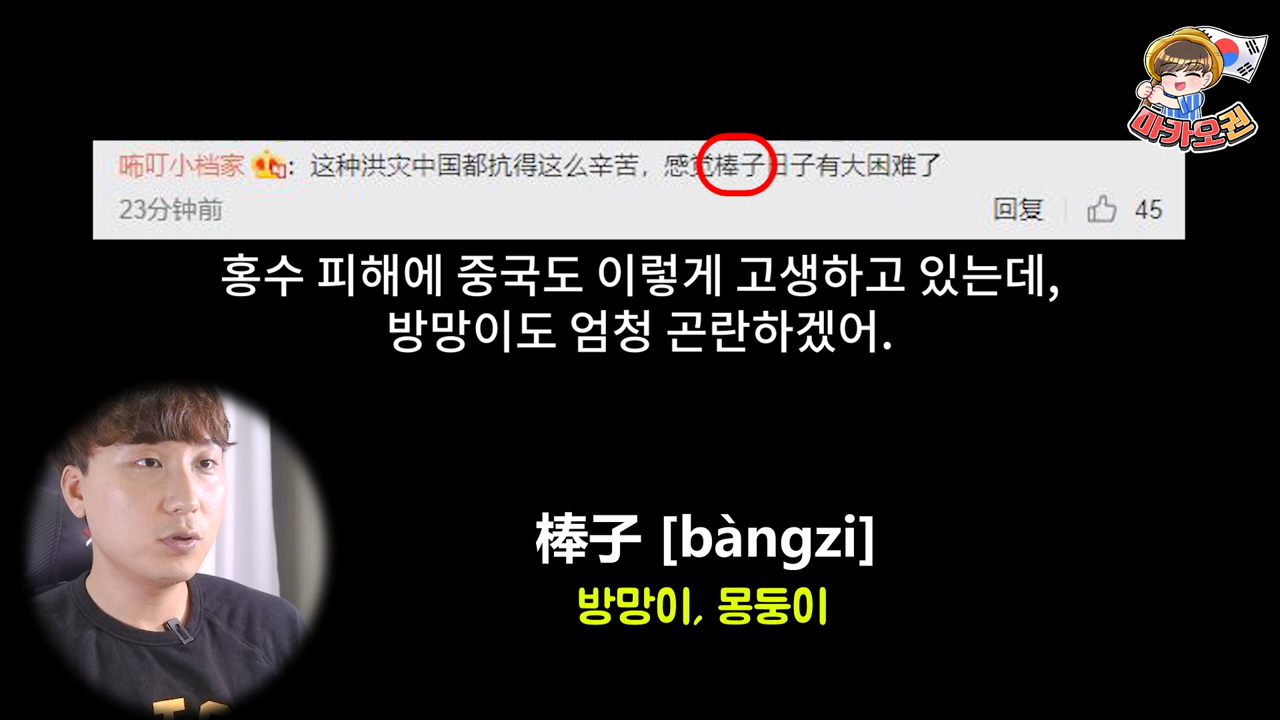 마카오권
咘叮小档家: 这种洪灾中国都抗得这么辛苦，感觉棒子日子有大困难了
23分钟前
回复 45
홍수 피해에 중국도 이렇게 고생하고 있는데,
방망이도 엄청 곤란하겠어.
棒子 [bàngzi]
방망이, 몽둥이